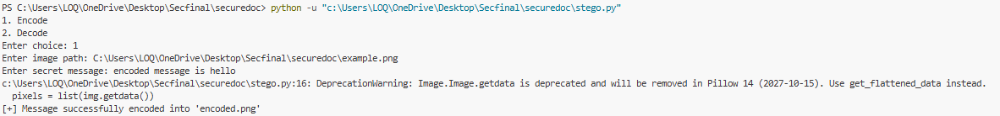 PS C:\Users\LOQ\OneDrive\Desktop\Secfinal\securedoc> python -u "c:\Users\LOQ\OneDrive\Desktop\Secfinal\securedoc\stego.py"
1. Encode
2. Decode
Enter choice: 1
Enter image path: C:\Users\LOQ\OneDrive\Desktop\Secfinal\securedoc\example.png
Enter secret message: encoded message is hello
c:\Users\LOQ\OneDrive\Desktop\Secfinal\securedoc\stego.py:16: DeprecationWarning: Image.Image.getdata is deprecated and will be removed in Pillow 14 (2027-10-15). Use get_flattened_data instead.
  pixels = list(img.getdata())
[+] Message successfully encoded into 'encoded.png'